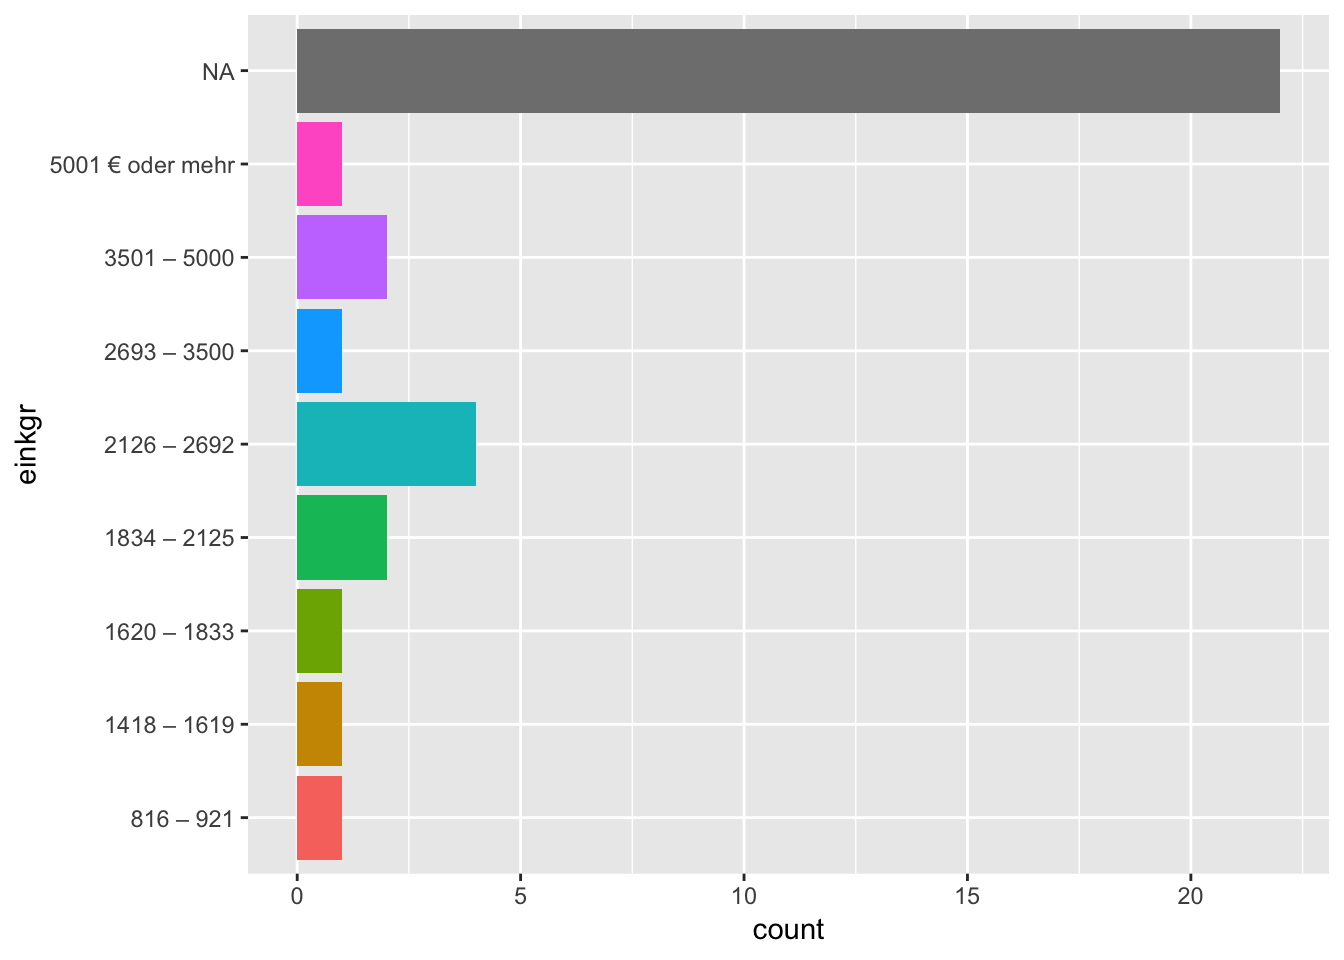 NA
5001 € oder mehr
3501 – 5000
2693 – 3500
2126 – 2692
1834 – 2125
1620 – 1833
1418 – 1619
816 – 921
einkgr
0 5 10 15 20
count